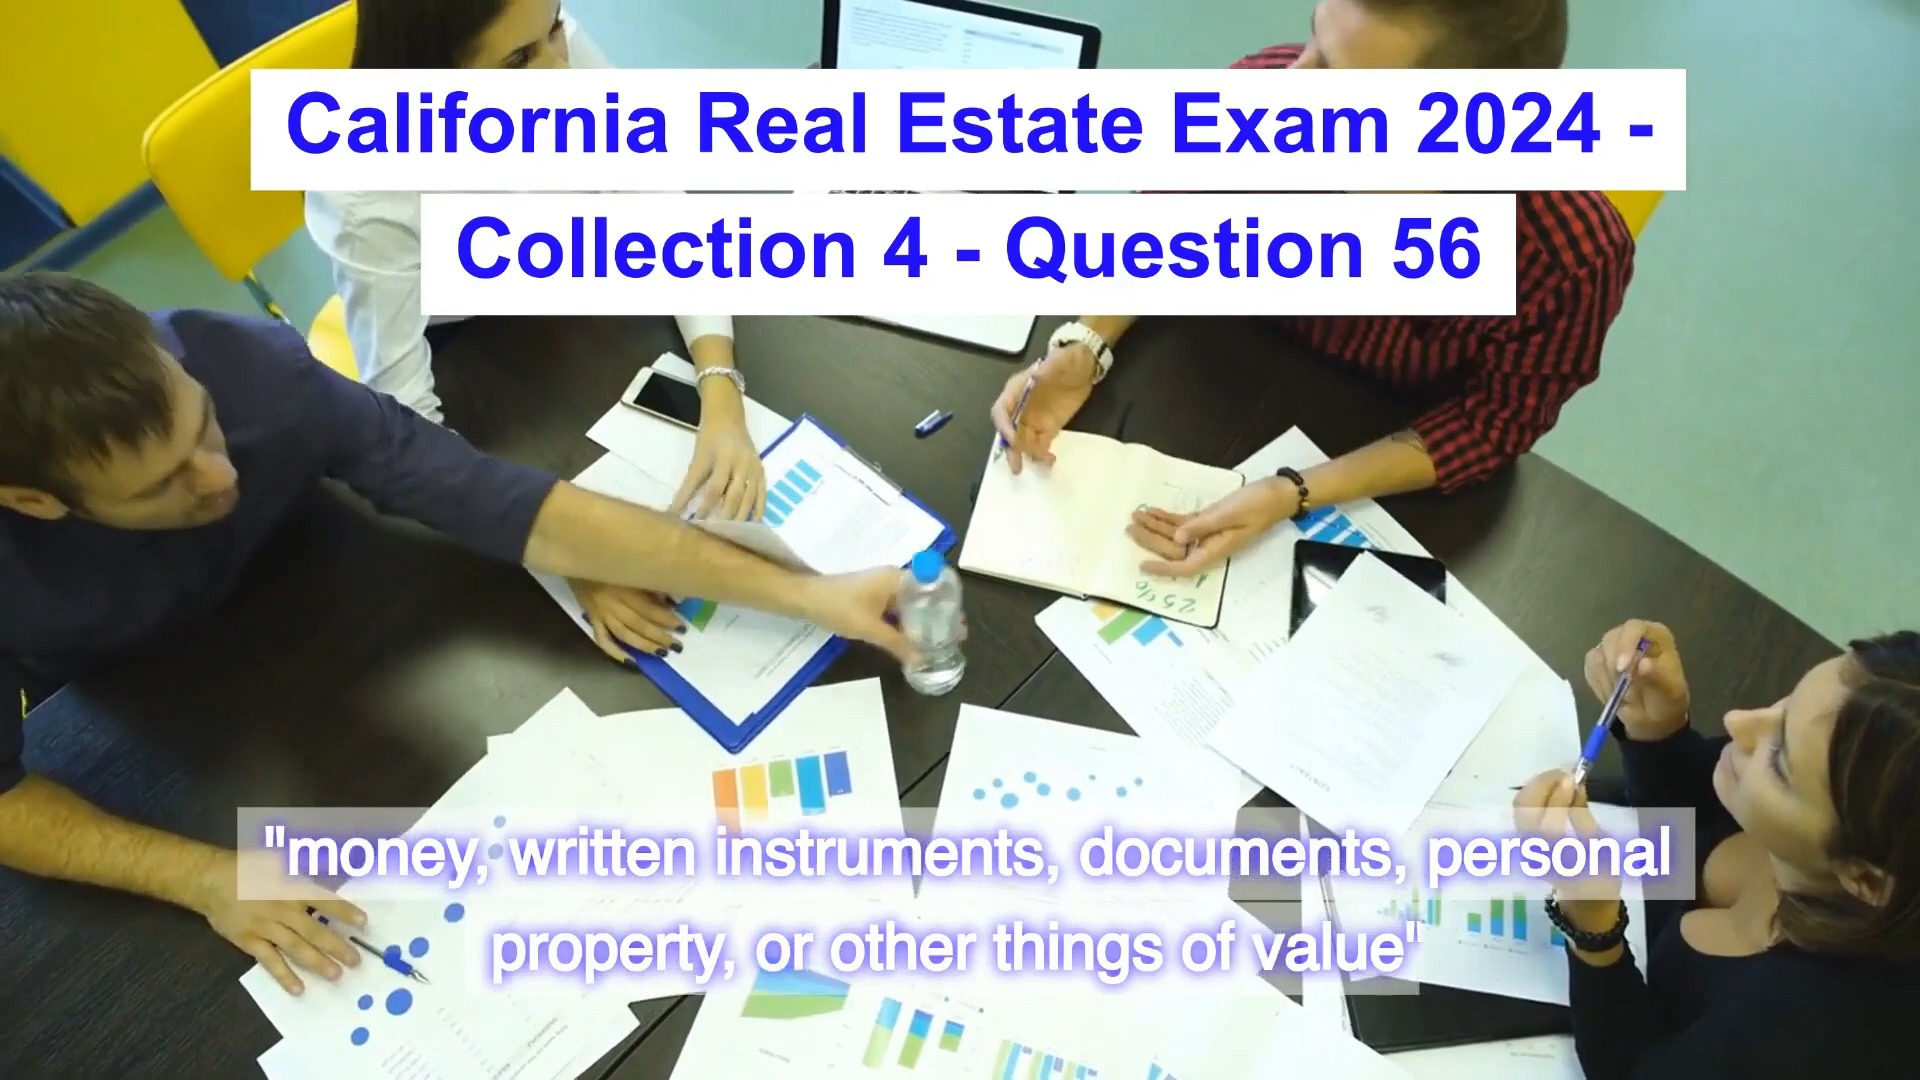 California Real Estate Exam 2024 -
Collection 4 - Question 56
"money, written instruments, documents, personal
property, or other things of value"
25%